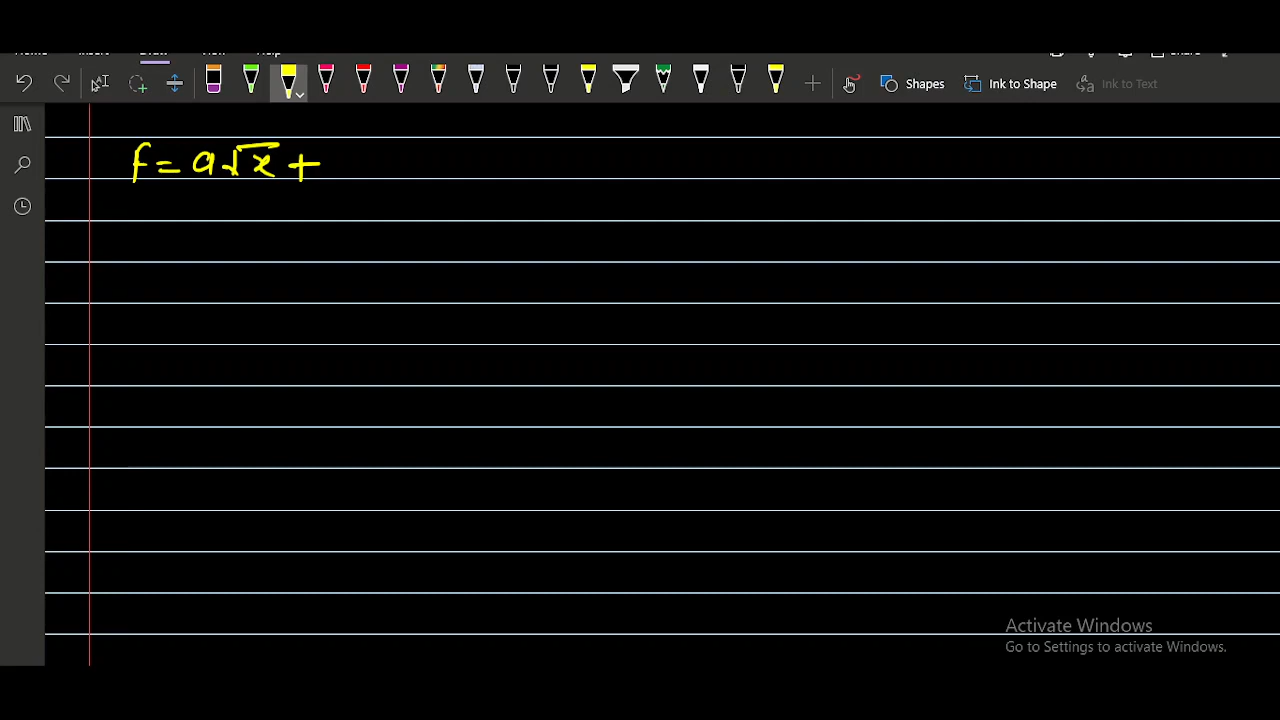 Shapes Ink to Shape Ink to Text
f = a√x +
Activate Windows
Go to Settings to activate Windows.